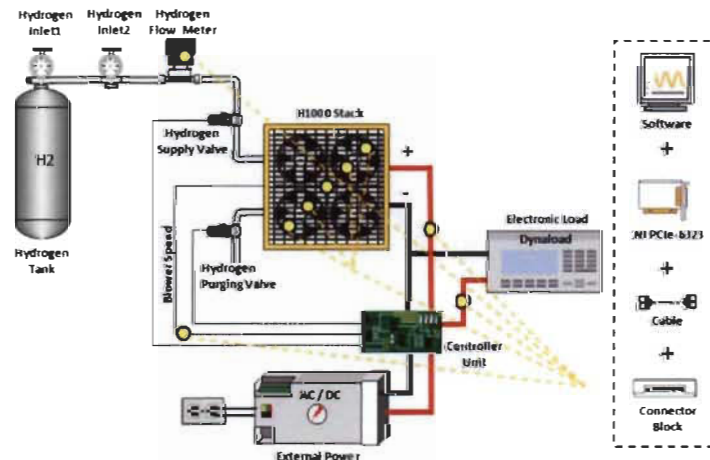 Hydrogen
Inlet1
Hydrogen
Inlet2
Hydrogen
Flow Meter
H2
Hydrogen
Tank
Hydrogen
Supply Valve
H1000 Stack
+
-
Blower Speed
Hydrogen
Purging Valve
Electronic Load
Dynaload
Controller
Unit
AC / DC
External Power
Software
+
NI PCIe-6323
+
Cable
+
Connector
Block